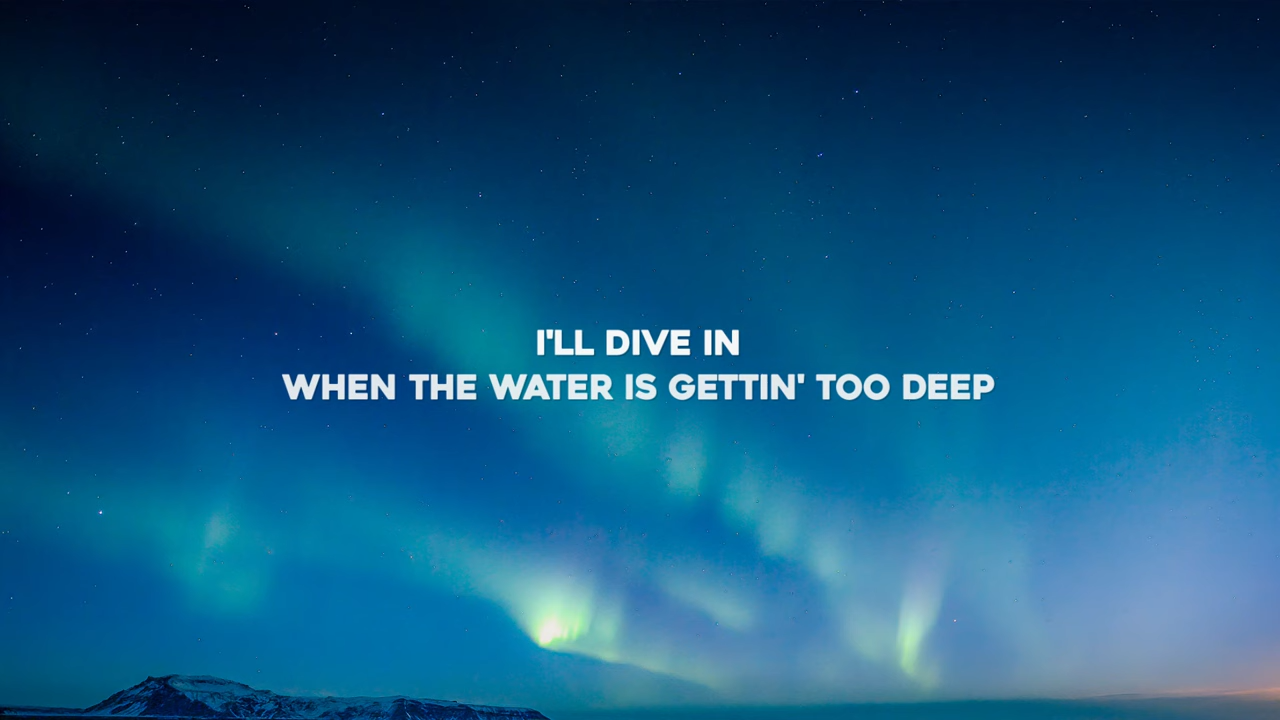 I'LL DIVE IN
WHEN THE WATER IS GETTIN' TOO DEEP